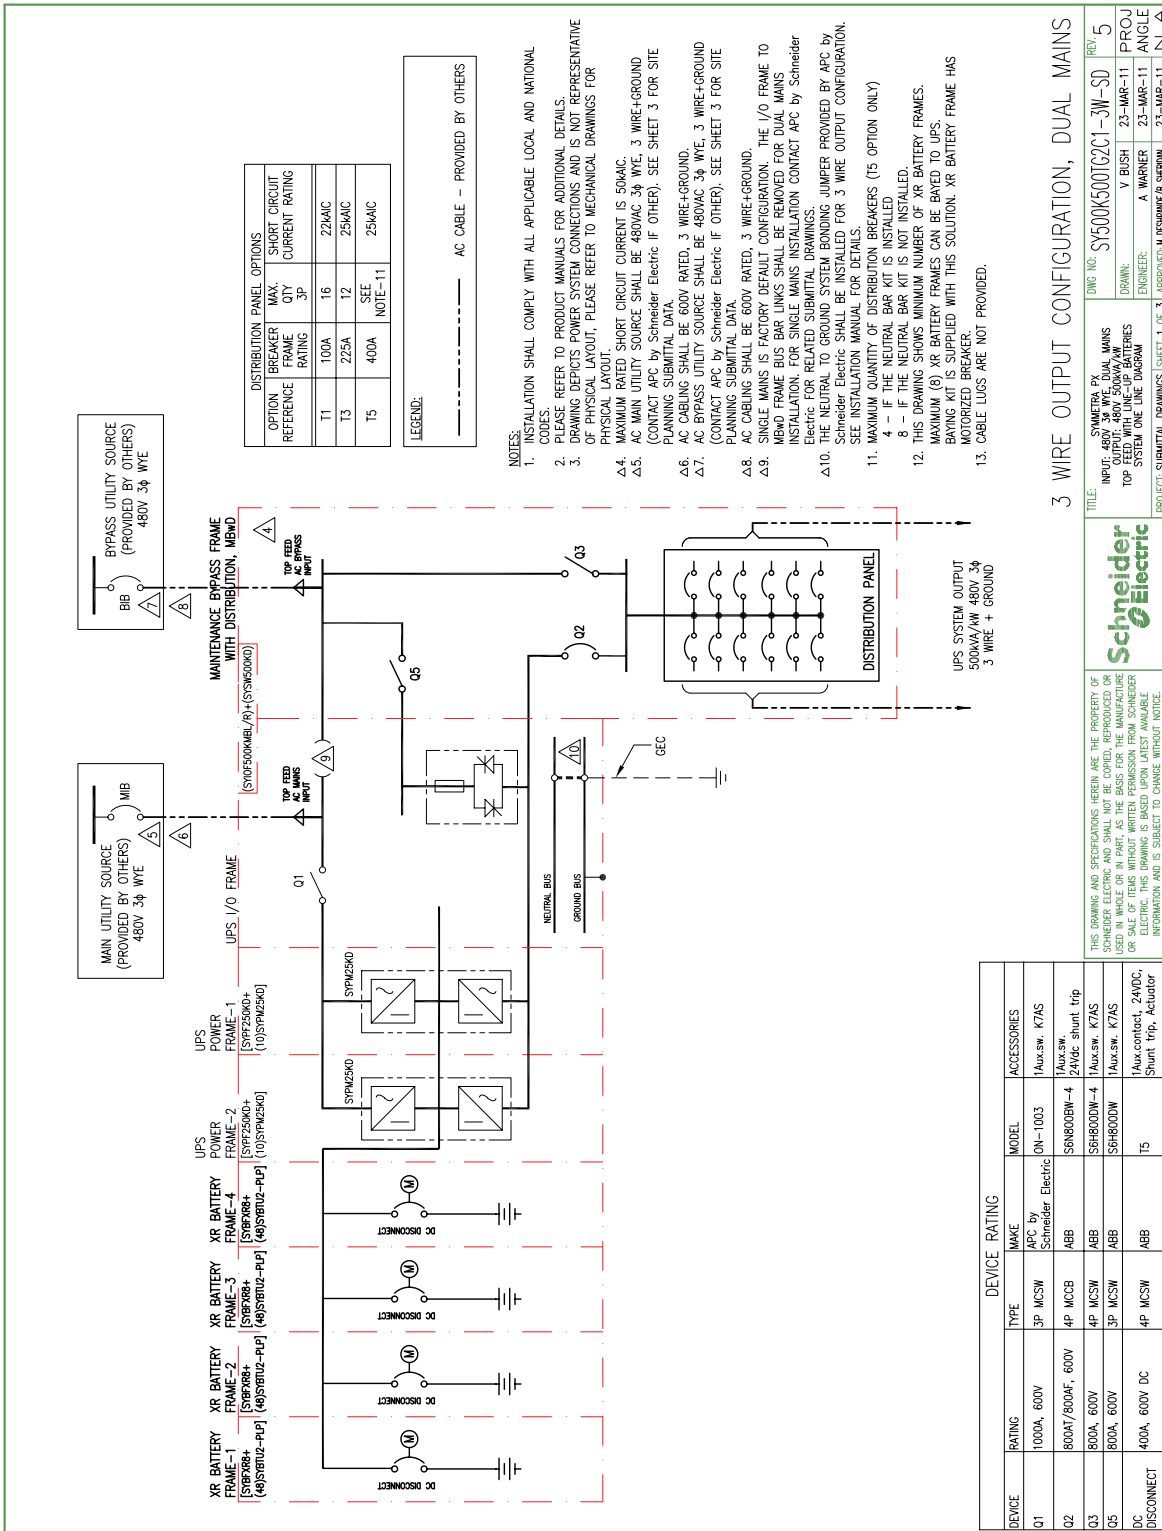 MAIN UTILITY SOURCE
(PROVIDED BY OTHERS)
480V 3ϕ WYE
MIB
5
6
BYPASS UTILITY SOURCE
(PROVIDED BY OTHERS)
480V 3ϕ WYE
BIB
7
8
XR BATTERY
FRAME-1
[SYBFXR8+
(48)SYBTU2-PLP]
XR BATTERY
FRAME-2
[SYBFXR8+
(48)SYBTU2-PLP]
XR BATTERY
FRAME-3
[SYBFXR8+
(48)SYBTU2-PLP]
XR BATTERY
FRAME-4
[SYBFXR8+
(48)SYBTU2-PLP]
UPS
POWER
FRAME-2
[SYPF250KD+
(10)SYPM25KD]
UPS
POWER
FRAME-1
[SYPF250KD+
(10)SYPM25KD]
UPS I/O FRAME
(SYIOF500KMBL/R)+(SYSW500KD)
MAINTENANCE BYPASS FRAME
WITH DISTRIBUTION, MBwD
4
TOP FEED
AC MAINS
INPUT
TOP FEED
AC BYPASS
INPUT
Q1
9
Q5
Q3
Q2
SYPM25KD
SYPM25KD
M
DC DISCONNECT
M
DC DISCONNECT
M
DC DISCONNECT
M
DC DISCONNECT
NEUTRAL BUS
GROUND BUS
10
GEC
DISTRIBUTION PANEL
UPS SYSTEM OUTPUT
500kVA/kW 480V 3ϕ
3 WIRE + GROUND
DISTRIBUTION PANEL OPTIONS
OPTION REFERENCE BREAKER FRAME RATING MAX. QTY 3P SHORT CIRCUIT CURRENT RATING
T1 100A 16 22kAIC
T3 225A 12 25kAIC
T5 400A SEE NOTE-11 25kAIC
LEGEND:
AC CABLE - PROVIDED BY OTHERS
NOTES:
1. INSTALLATION SHALL COMPLY WITH ALL APPLICABLE LOCAL AND NATIONAL
CODES.
2. PLEASE REFER TO PRODUCT MANUALS FOR ADDITIONAL DETAILS.
3. DRAWING DEPICTS POWER SYSTEM CONNECTIONS AND IS NOT REPRESENTATIVE
OF PHYSICAL LAYOUT, PLEASE REFER TO MECHANICAL DRAWINGS FOR
PHYSICAL LAYOUT.
△4. MAXIMUM RATED SHORT CIRCUIT CURRENT IS 50kAIC.
△5. AC MAIN UTILITY SOURCE SHALL BE 480VAC 3ϕ WYE, 3 WIRE+GROUND
(CONTACT APC by Schneider Electric IF OTHER). SEE SHEET 3 FOR SITE
PLANNING SUBMITTAL DATA.
△6. AC CABLING SHALL BE 600V RATED, 3 WIRE+GROUND.
△7. AC BYPASS UTILITY SOURCE SHALL BE 480VAC 3ϕ WYE, 3 WIRE+GROUND
(CONTACT APC by Schneider Electric IF OTHER). SEE SHEET 3 FOR SITE
PLANNING SUBMITTAL DATA.
△8. AC CABLING SHALL BE 600V RATED, 3 WIRE+GROUND.
△9. SINGLE MAINS IS FACTORY DEFAULT CONFIGURATION. THE I/O FRAME TO
MBwD FRAME BUS BAR LINKS SHALL BE REMOVED FOR DUAL MAINS
INSTALLATION. FOR SINGLE MAINS INSTALLATION CONTACT APC by Schneider
Electric FOR RELATED SUBMITTAL DRAWINGS.
△10. THE NEUTRAL TO GROUND SYSTEM BONDING JUMPER PROVIDED BY APC by
Schneider Electric SHALL BE INSTALLED FOR 3 WIRE OUTPUT CONFIGURATION.
SEE INSTALLATION MANUAL FOR DETAILS.
11. MAXIMUM QUANTITY OF DISTRIBUTION BREAKERS (T5 OPTION ONLY)
4 - IF THE NEUTRAL BAR KIT IS INSTALLED
8 - IF THE NEUTRAL BAR KIT IS NOT INSTALLED.
12. THIS DRAWING SHOWS MINIMUM NUMBER OF XR BATTERY FRAMES.
MAXIMUM (8) XR BATTERY FRAMES CAN BE BAYED TO UPS.
BAYING KIT IS SUPPLIED WITH THIS SOLUTION. XR BATTERY FRAME HAS
MOTORIZED BREAKER.
13. CABLE LUGS ARE NOT PROVIDED.
3 WIRE OUTPUT CONFIGURATION, DUAL MAINS
DEVICE RATING
DEVICE RATING TYPE MAKE MODEL ACCESSORIES
Q1 1000A, 600V 3P MCSW APC by Schneider Electric ON-1003 1Aux.sw. K7AS
Q2 800AT/800AF, 600V 4P MCCB ABB S6N800BW-4 1Aux.sw. 24Vdc shunt trip
Q3 800A, 600V 4P MCSW ABB S6H800DW-4 1Aux.sw. K7AS
Q5 800A, 600V 3P MCSW ABB S6H800DW 1Aux.sw. K7AS
DC DISCONNECT 400A, 600V DC 4P MCSW ABB T5 1Aux.contact, 24VDC, Shunt trip, Actuator
THIS DRAWING AND SPECIFICATIONS HEREIN ARE THE PROPERTY OF
SCHNEIDER ELECTRIC AND SHALL NOT BE COPIED, REPRODUCED OR
USED IN WHOLE OR IN PART, AS THE BASIS FOR THE MANUFACTURE
OR SALE OF ITEMS WITHOUT WRITTEN PERMISSION FROM SCHNEIDER
ELECTRIC. THIS DRAWING IS BASED UPON LATEST AVAILABLE
INFORMATION AND IS SUBJECT TO CHANGE WITHOUT NOTICE.
Schneider
Electric
TITLE: SYMMETRA PX
INPUT: 480V 3ϕ WYE, DUAL MAINS
OUTPUT: 480V 500kVA/kW
TOP FEED WITH LINE-UP BATTERIES
SYSTEM ONE LINE DIAGRAM
PROJECT: SUBMITTAL DRAWINGS SHEET 1 OF 3
DWG NO: SY500K500TG2C1-3W-SD
REV. 5
DRAWN: V BUSH 23-MAR-11
ENGINEER: A WARNER 23-MAR-11
APPROVED: 23-MAR-11
PROJ
ANGLE